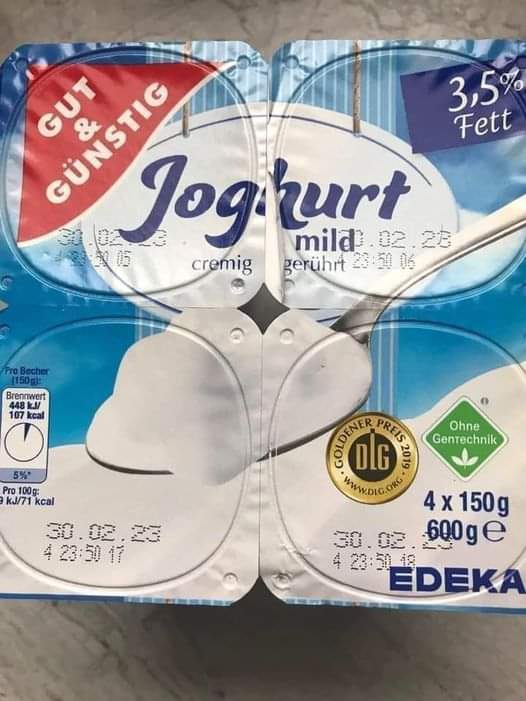 GUT
&
GÜNSTIG
3,5%
Fett
Joghurt
mild
cremig gerührt
30.02.23
23:50 05
30.02.23
23:50 06
Pro Becher
(150g):
Brennwert
448 kJ/
107 kcal
5%*
Pro 100g:
kJ/71 kcal
GOLDENER PREIS 2019
DLG
WWW.DLG.ORG
Ohne
Gentechnik
4 x 150g
600g e
30.02.23
4 23:50 17
30.02.23
4 23:50 18
EDEKA